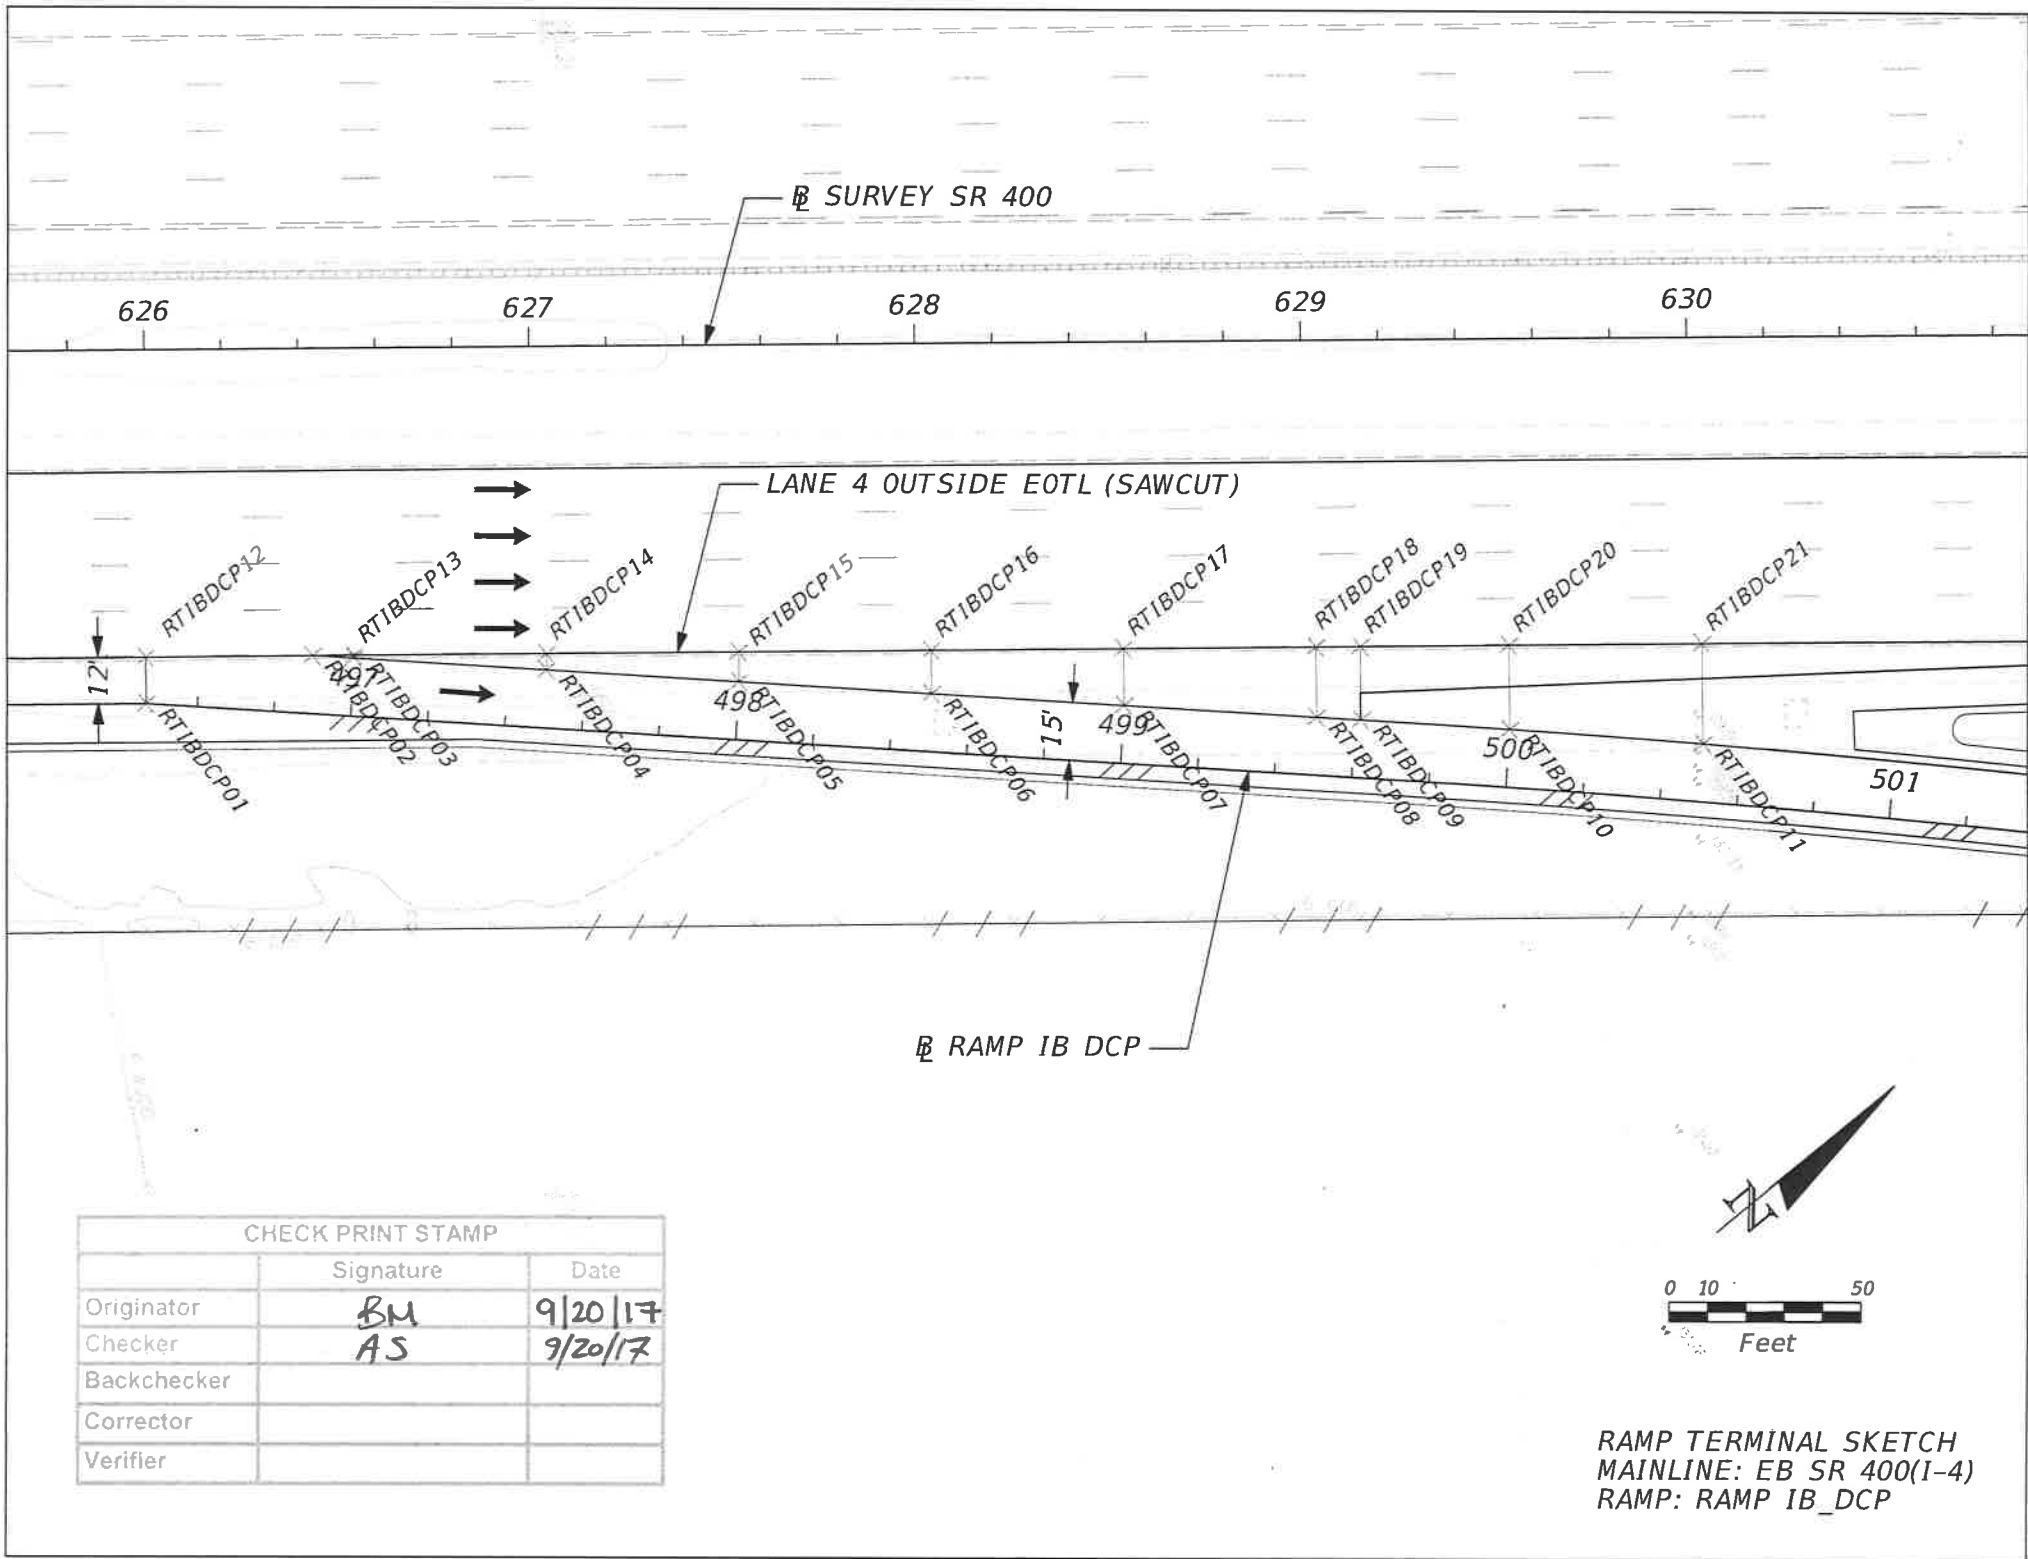 ℄ SURVEY SR 400
626
627
628
629
630
LANE 4 OUTSIDE EOTL (SAWCUT)
RTIBDCP12
RTIBDCP13
RTIBDCP14
RTIBDCP15
RTIBDCP16
RTIBDCP17
RTIBDCP18
RTIBDCP19
RTIBDCP20
RTIBDCP21
12'
497
498
15'
499
500
501
RTIBDCP01
RTIBDCP02
RTIBDCP03
RTIBDCP04
RTIBDCP05
RTIBDCP06
RTIBDCP07
RTIBDCP08
RTIBDCP09
RTIBDCP10
RTIBDCP11
℄ RAMP IB DCP
N
CHECK PRINT STAMP
Signature Date
Originator BM 9/20/17
Checker AS 9/20/17
Backchecker
Corrector
Verifier
0 10 50
Feet
RAMP TERMINAL SKETCH
MAINLINE: EB SR 400(I-4)
RAMP: RAMP IB_DCP